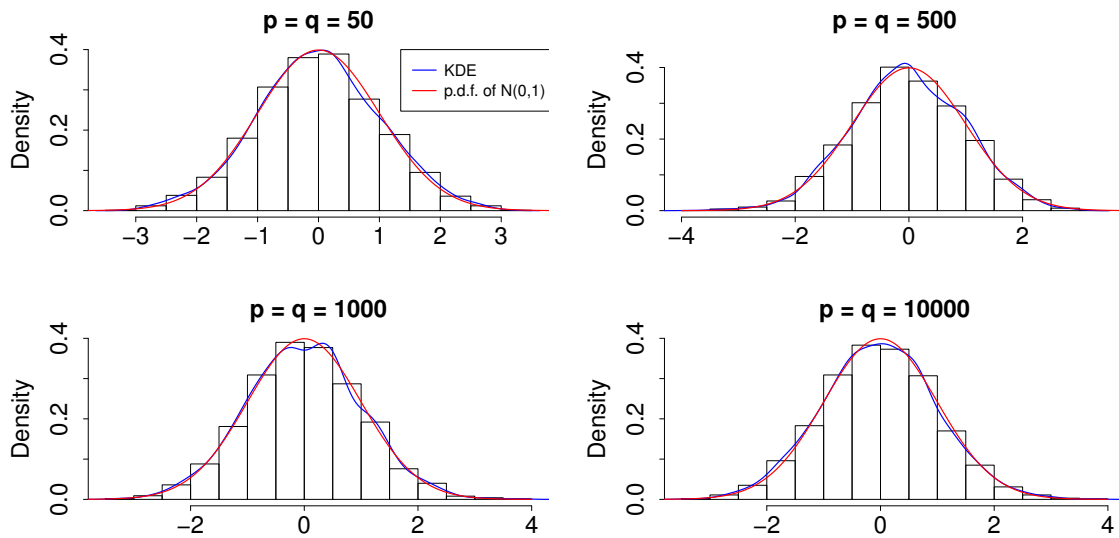 p = q = 50
Density
0.0 0.2 0.4
−3 −2 −1 0 1 2 3
KDE
p.d.f. of N(0,1)
p = q = 500
Density
0.0 0.2 0.4
−4 −2 0 2
p = q = 1000
Density
0.0 0.2 0.4
−2 0 2 4
p = q = 10000
Density
0.0 0.2 0.4
−2 0 2 4